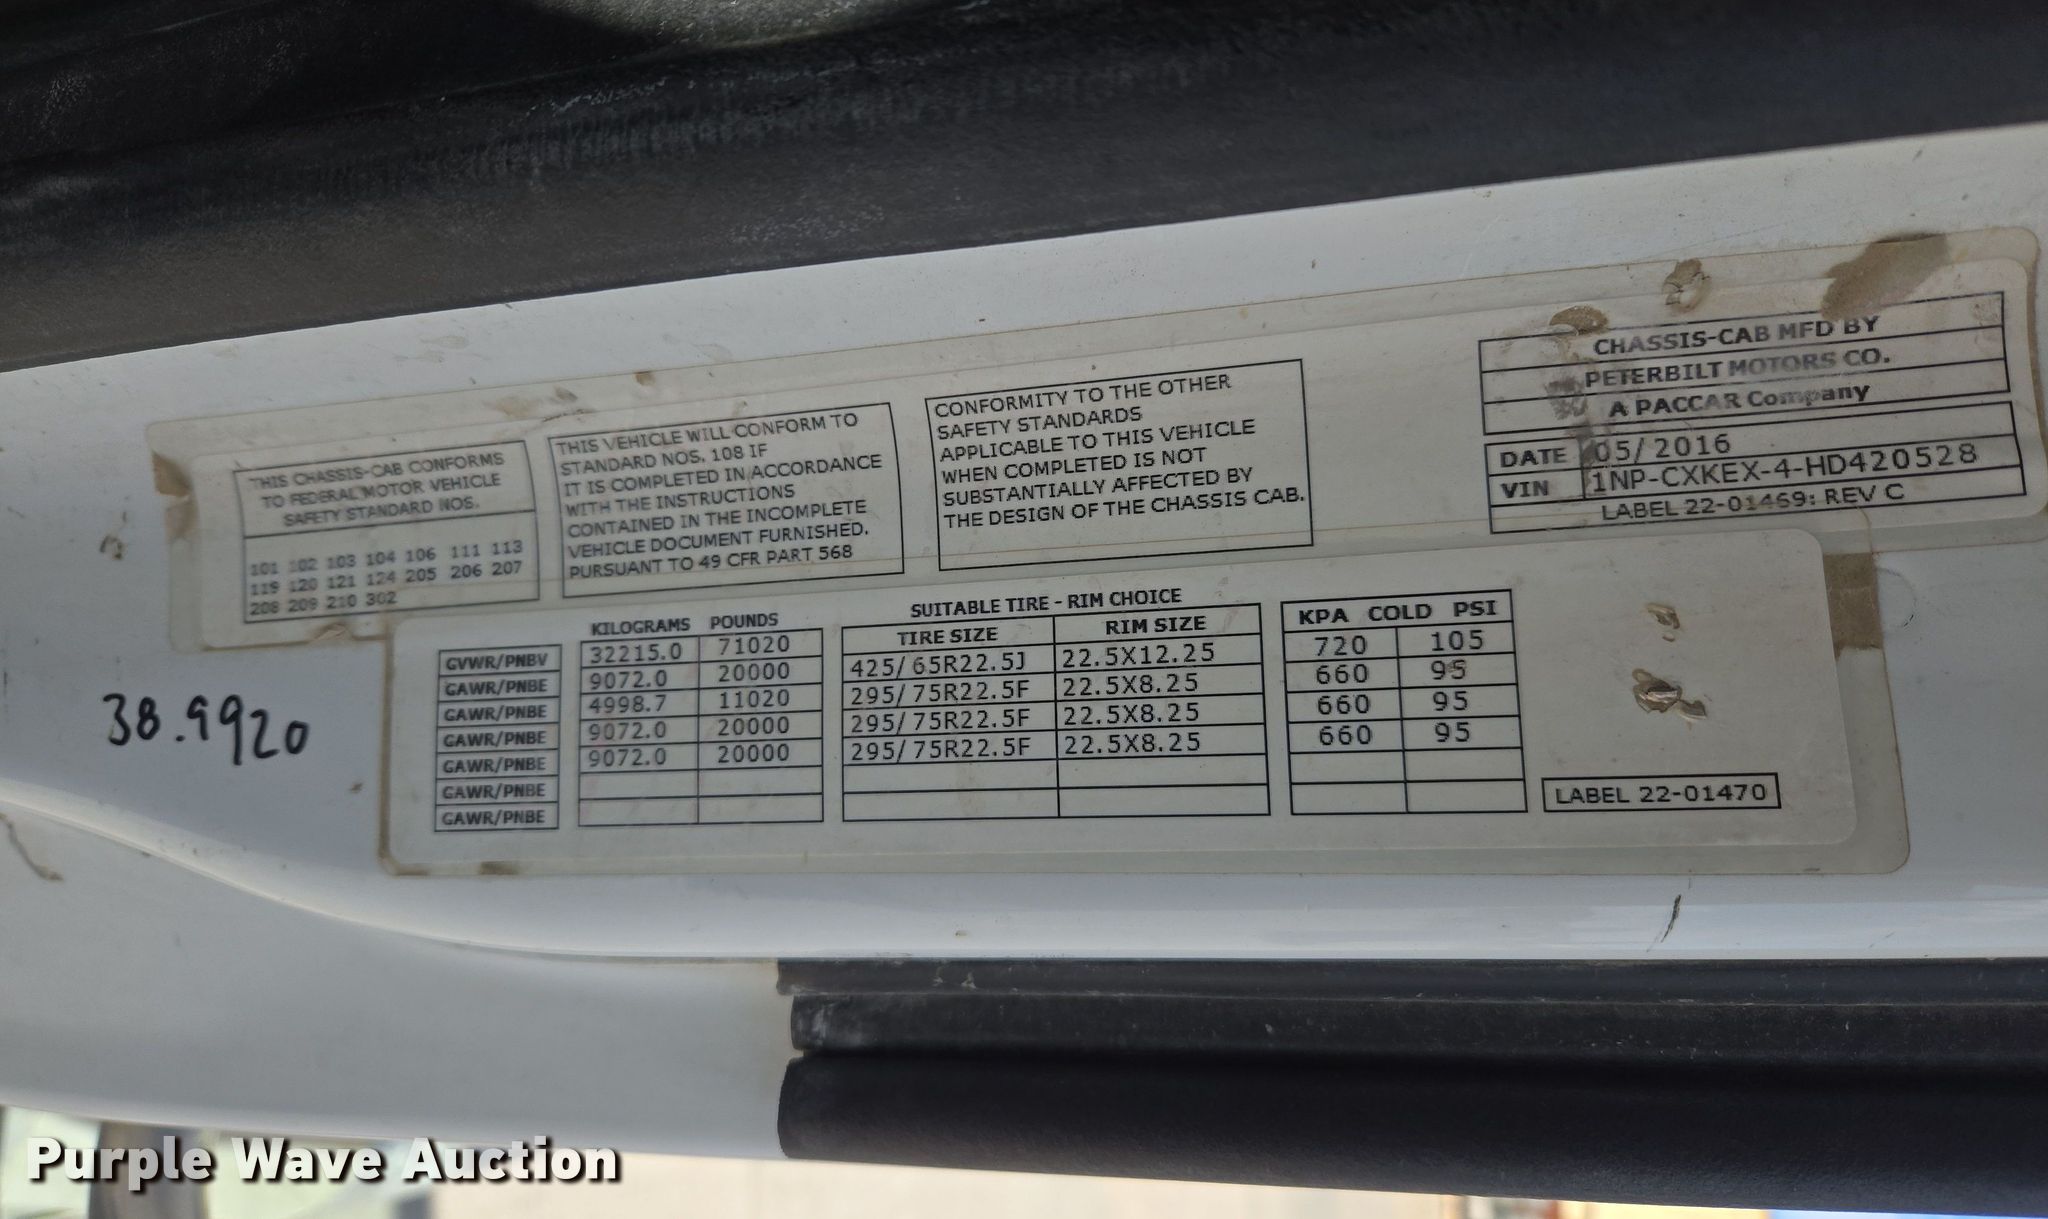 CHASSIS-CAB MFD BY
PETERBILT MOTORS CO.
A PACCAR Company
DATE 05/2016
VIN 1NP-CXKEX-4-HD420528
LABEL 22-01469: REV C
THIS CHASSIS-CAB CONFORMS
TO FEDERAL MOTOR VEHICLE
SAFETY STANDARD NOS.
101 102 103 104 106 111 113
119 120 121 124 205 206 207
208 209 210 302
THIS VEHICLE WILL CONFORM TO
STANDARD NOS. 108 IF
IT IS COMPLETED IN ACCORDANCE
WITH THE INSTRUCTIONS
CONTAINED IN THE INCOMPLETE
VEHICLE DOCUMENT FURNISHED.
PURSUANT TO 49 CFR PART 568
CONFORMITY TO THE OTHER
SAFETY STANDARDS
APPLICABLE TO THIS VEHICLE
WHEN COMPLETED IS NOT
SUBSTANTIALLY AFFECTED BY
THE DESIGN OF THE CHASSIS CAB.
SUITABLE TIRE - RIM CHOICE
KILOGRAMS POUNDS TIRE SIZE RIM SIZE KPA COLD PSI
GVWR/PNBV 32215.0 71020
GAWR/PNBE 9072.0 20000 425/65R22.5J 22.5X12.25 720 105
GAWR/PNBE 4998.7 11020 295/75R22.5F 22.5X8.25 660 95
GAWR/PNBE 9072.0 20000 295/75R22.5F 22.5X8.25 660 95
GAWR/PNBE 9072.0 20000 295/75R22.5F 22.5X8.25 660 95
GAWR/PNBE
GAWR/PNBE
LABEL 22-01470
38.9920
Purple Wave Auction